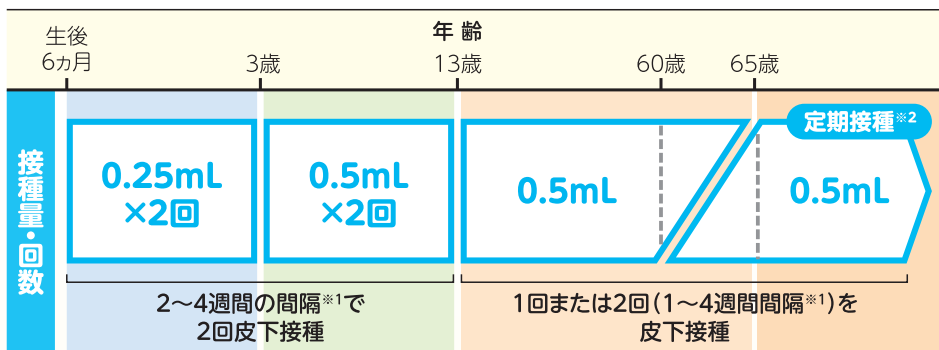 年齢
生後
6ヵ月
3歳
13歳
60歳
65歳
接種量・回数
定期接種※2
0.25mL
×2回
0.5mL
×2回
0.5mL
0.5mL
2～4週間の間隔※1で
2回皮下接種
1回または2回（1～4週間間隔※1）を
皮下接種